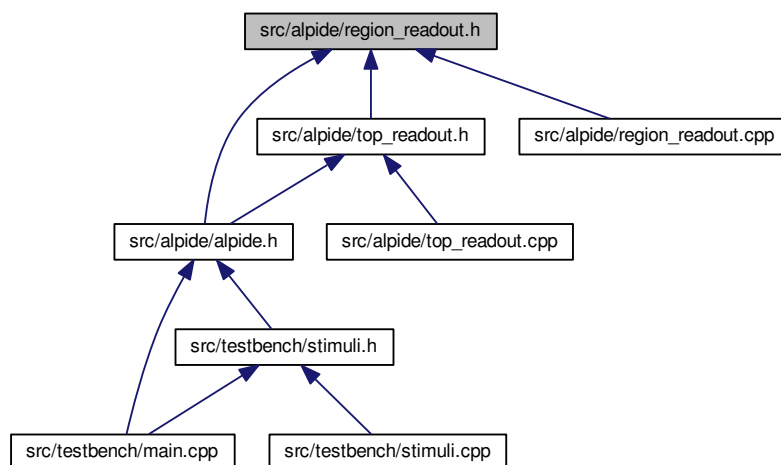 src/alpide/region_readout.h
src/alpide/top_readout.h
src/alpide/region_readout.cpp
src/alpide/alpide.h
src/alpide/top_readout.cpp
src/testbench/stimuli.h
src/testbench/main.cpp
src/testbench/stimuli.cpp